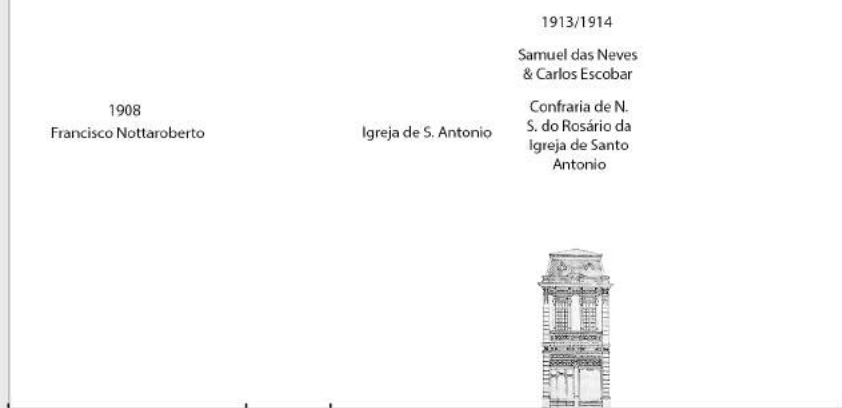 1908
Francisco Nottaroberto
Igreja de S. Antonio
1913/1914
Samuel das Neves
& Carlos Escobar
Confraria de N.
S. do Rosário da
Igreja de Santo
Antonio